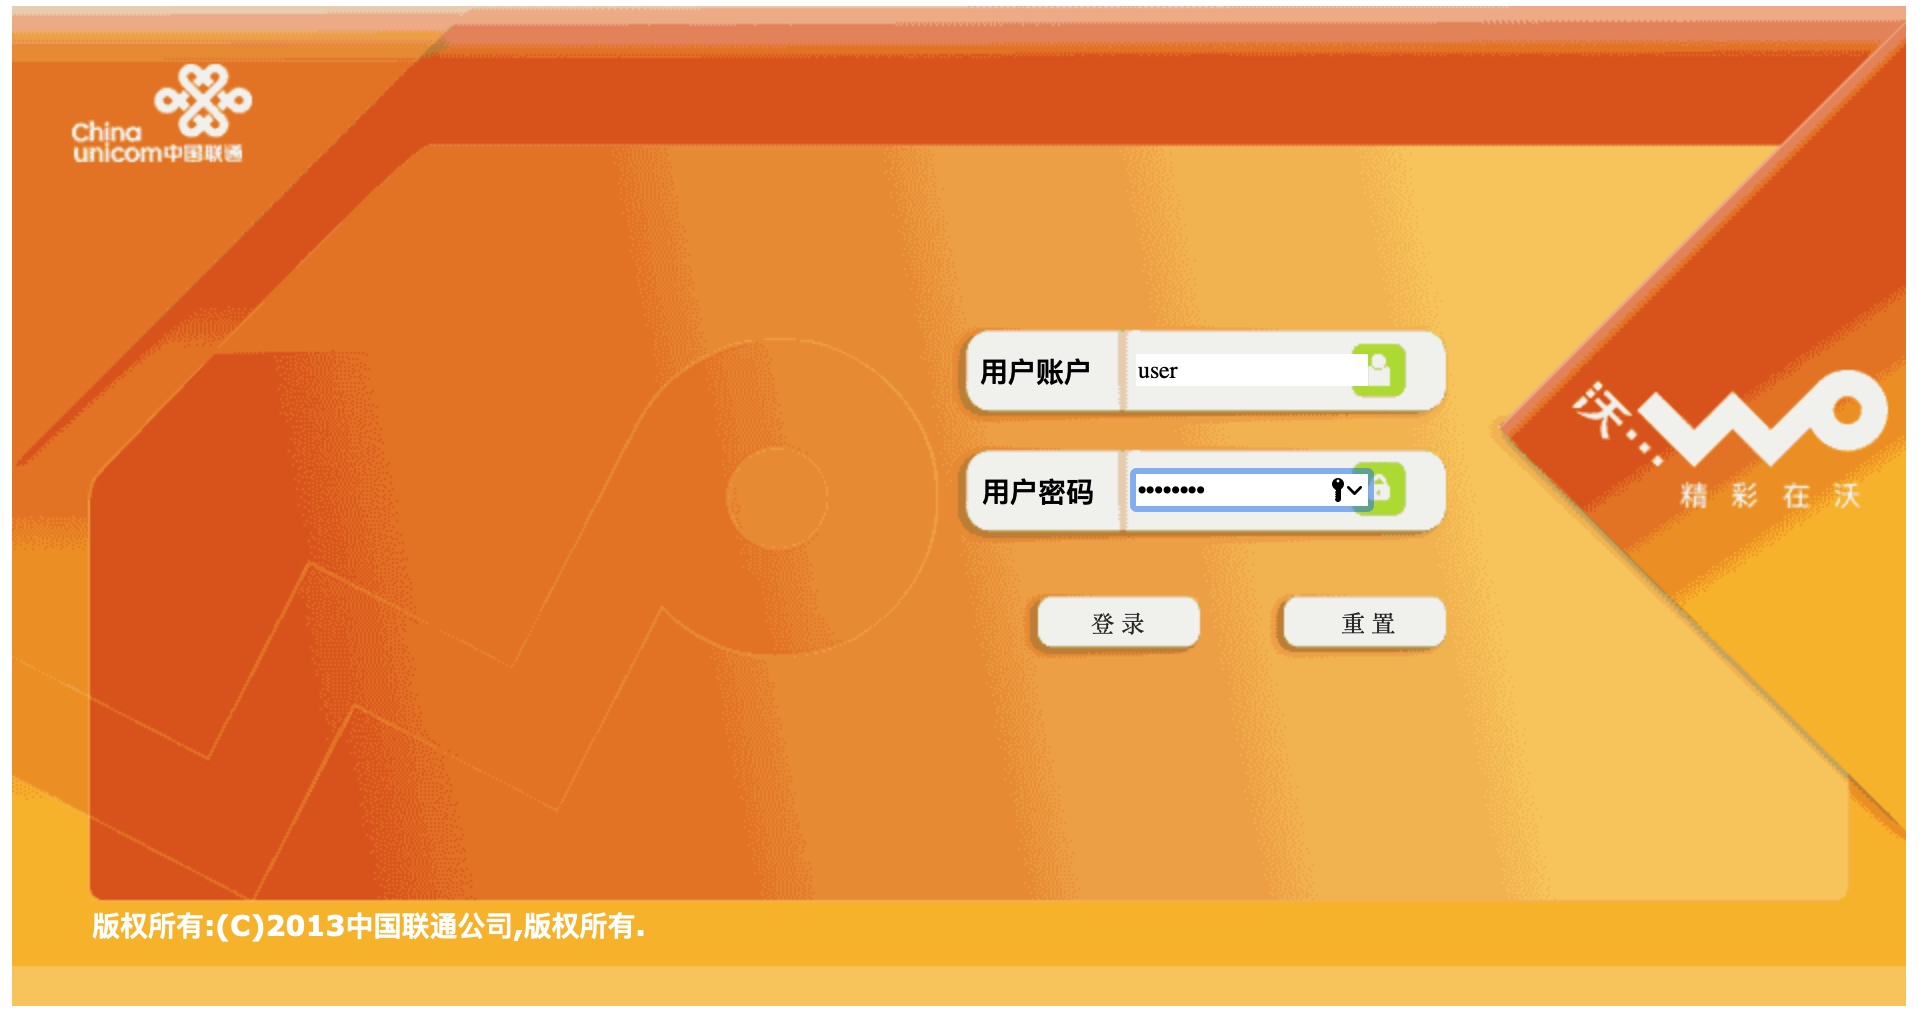 China
unicom中国联通
用户账户 user
用户密码 ••••••••
沃...
WO
精彩在沃
登录 重置
版权所有:(C)2013中国联通公司,版权所有.